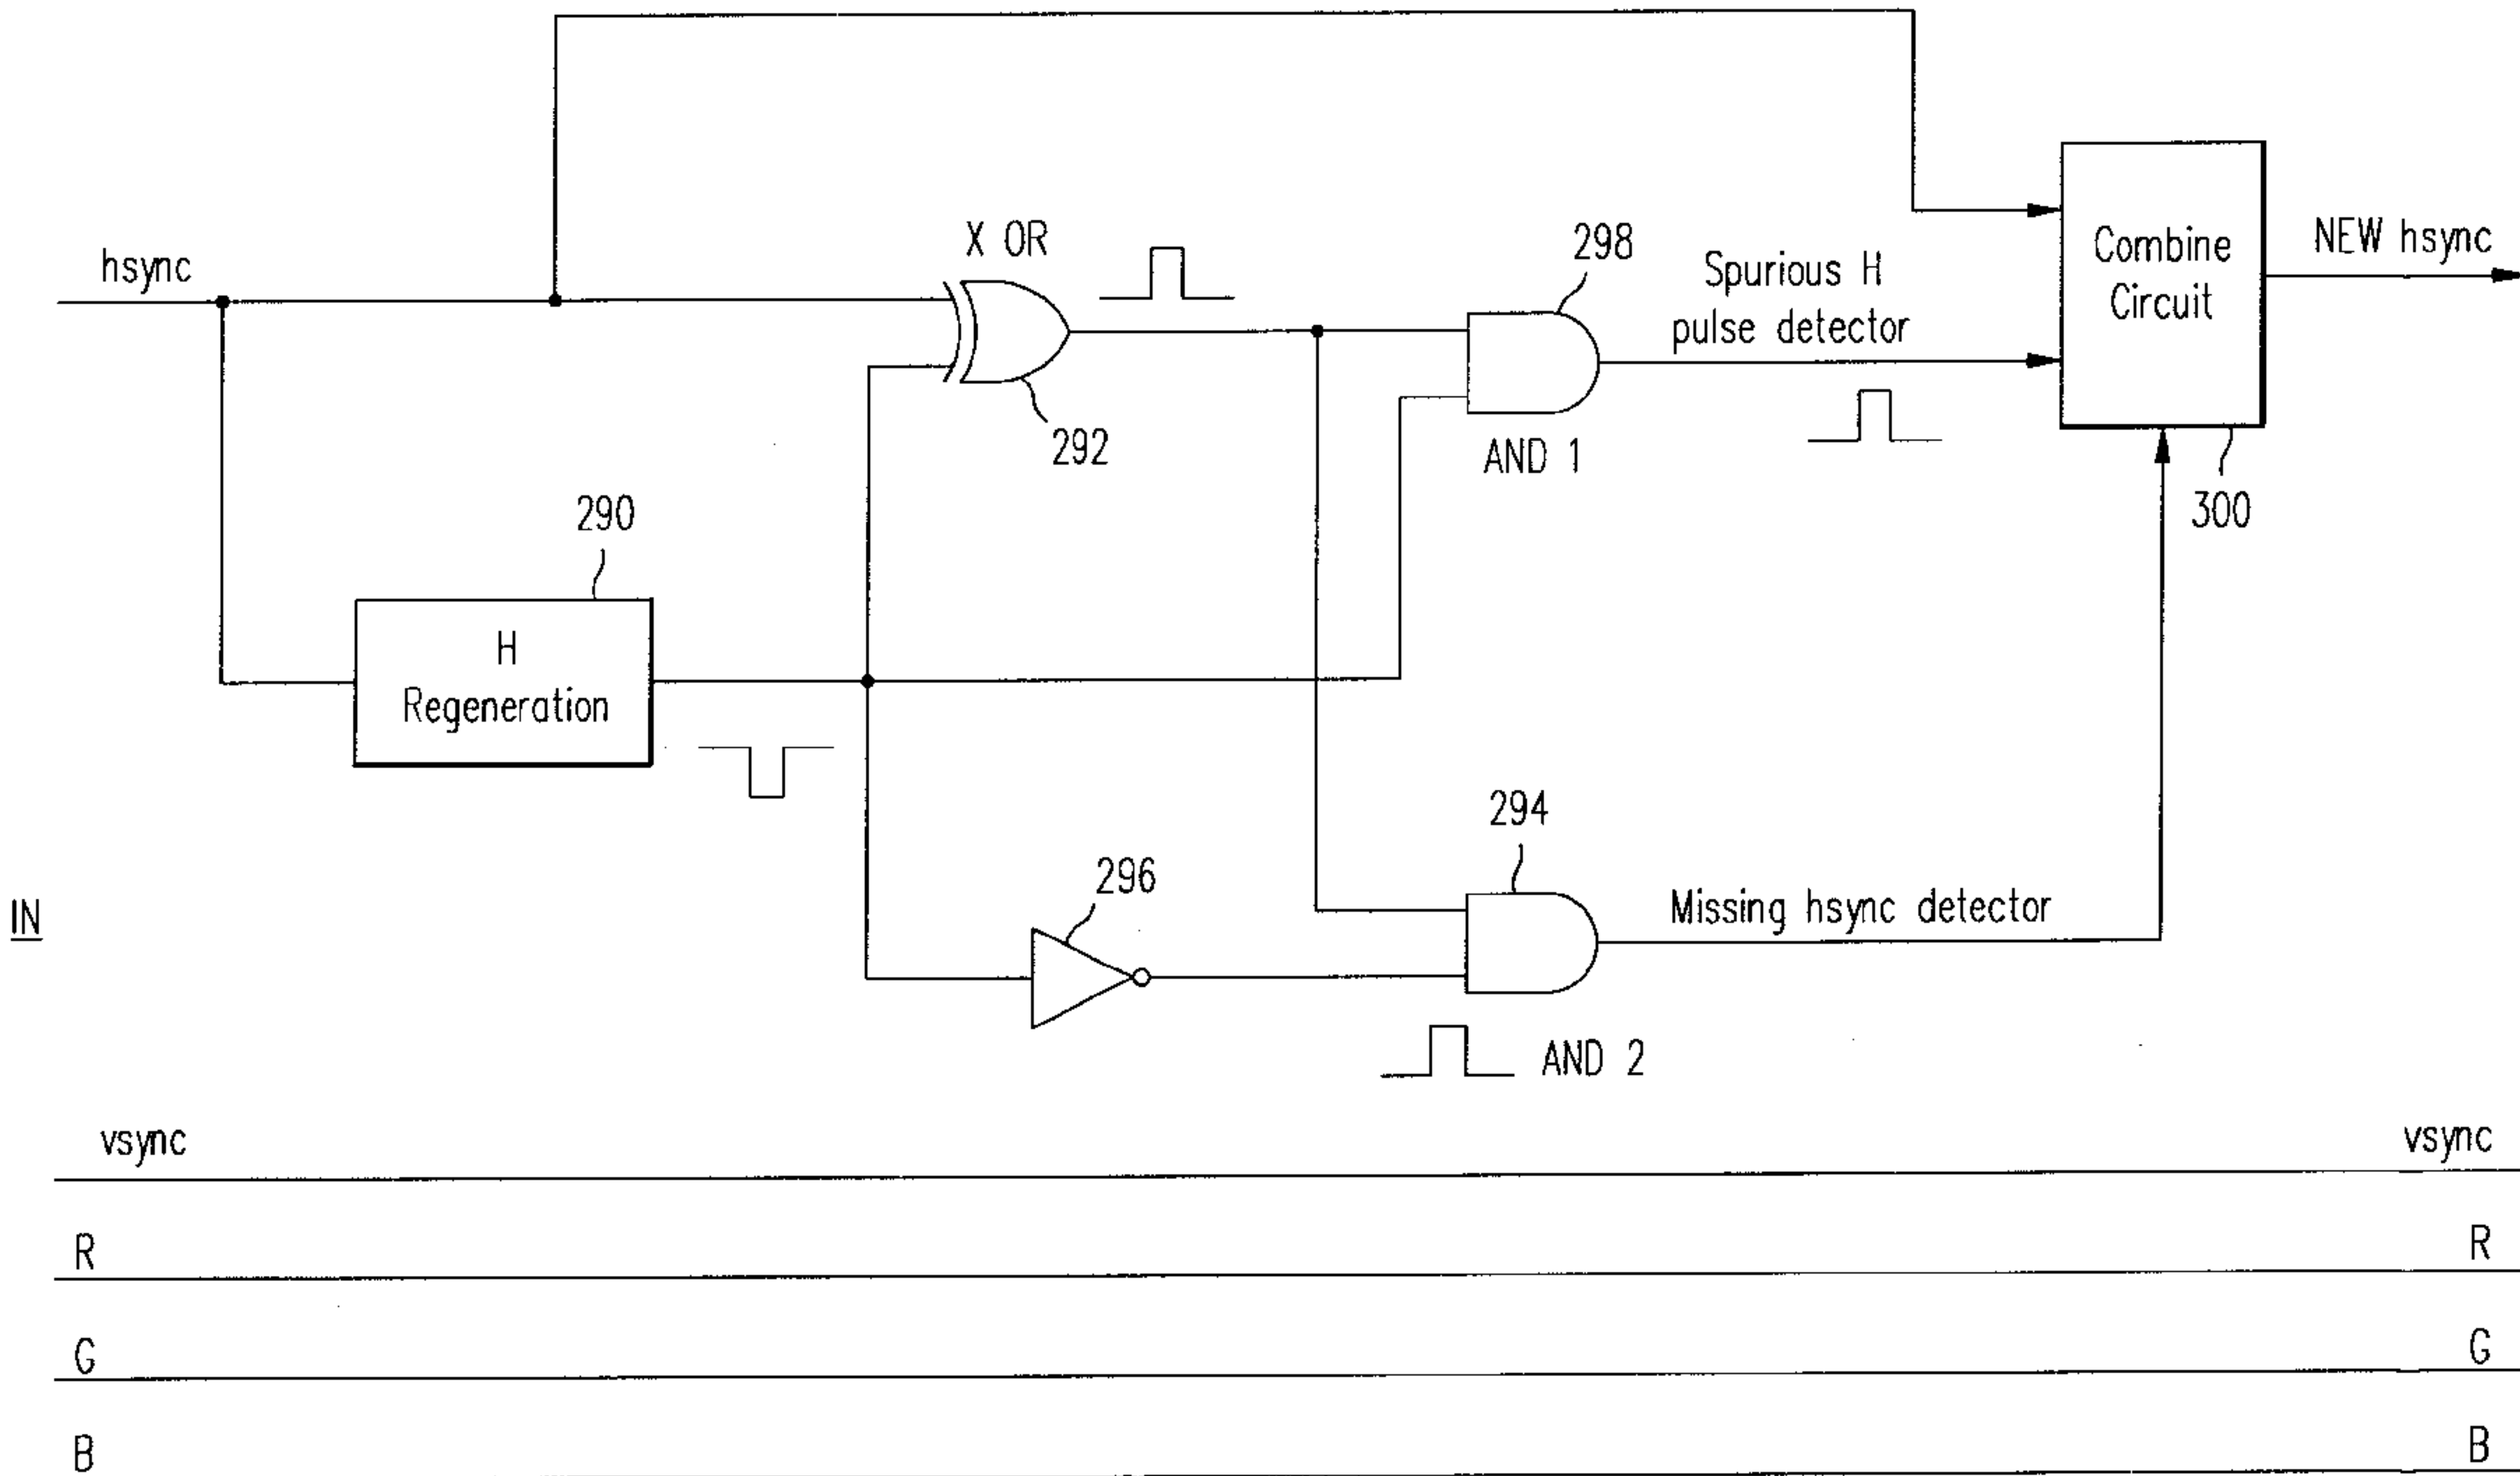 hsync
X OR
292
298
Spurious H
pulse detector
AND 1
Combine
Circuit
300
NEW hsync
290
H
Regeneration
IN
296
294
Missing hsync detector
AND 2
vsync
vsync
R
R
G
G
B
B